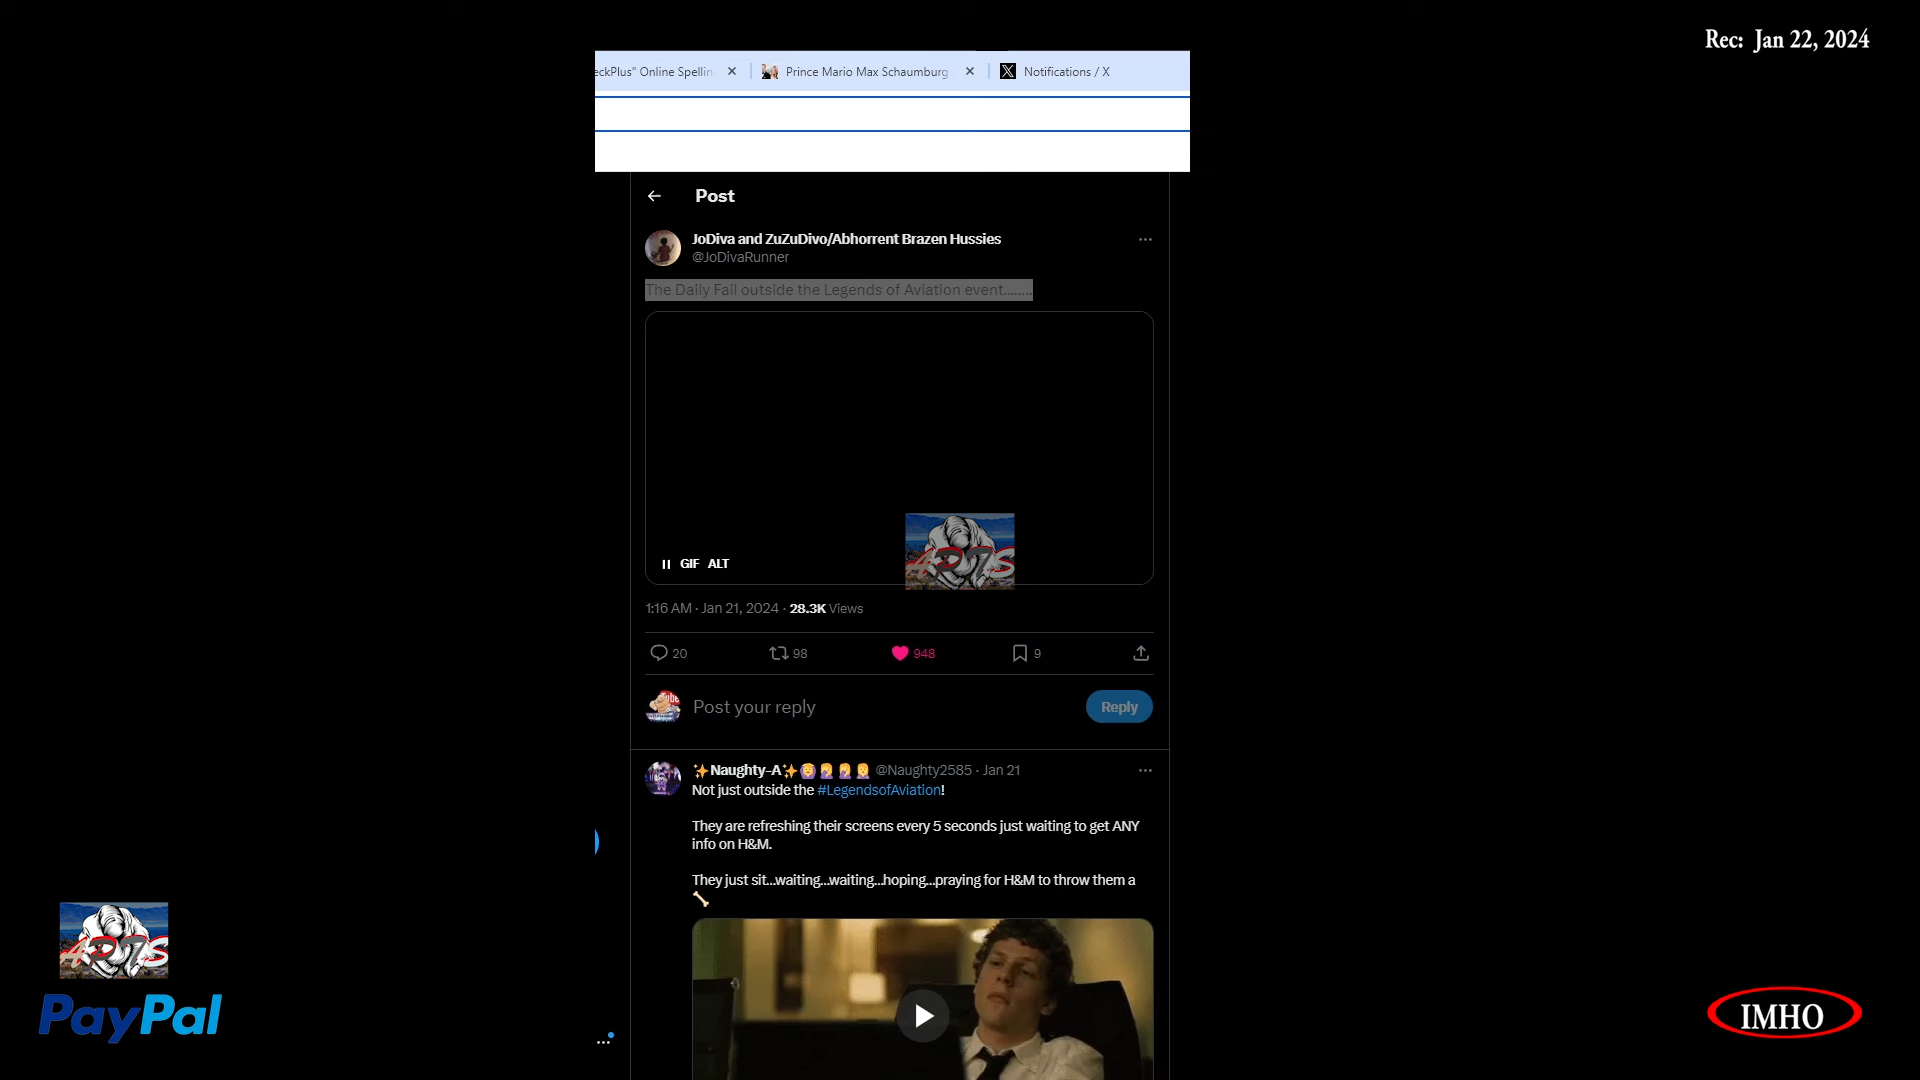 Rec: Jan 22, 2024
eckPlus" Online Spellin
Prince Mario Max Schaumburg
Notifications / X
Post
JoDiva and ZuZuDivo/Abhorrent Brazen Hussies
@JoDivaRunner
The Daily Fail outside the Legends of Aviation event........
GIF ALT
1:16 AM · Jan 21, 2024 · 28.3K Views
20 98 948 9
Post your reply
Reply
✨Naughty-A✨ @Naughty2585 · Jan 21
Not just outside the #LegendsofAviation!
They are refreshing their screens every 5 seconds just waiting to get ANY
info on H&M.
They just sit...waiting...waiting...hoping...praying for H&M to throw them a
🦴
PayPal
IMHO